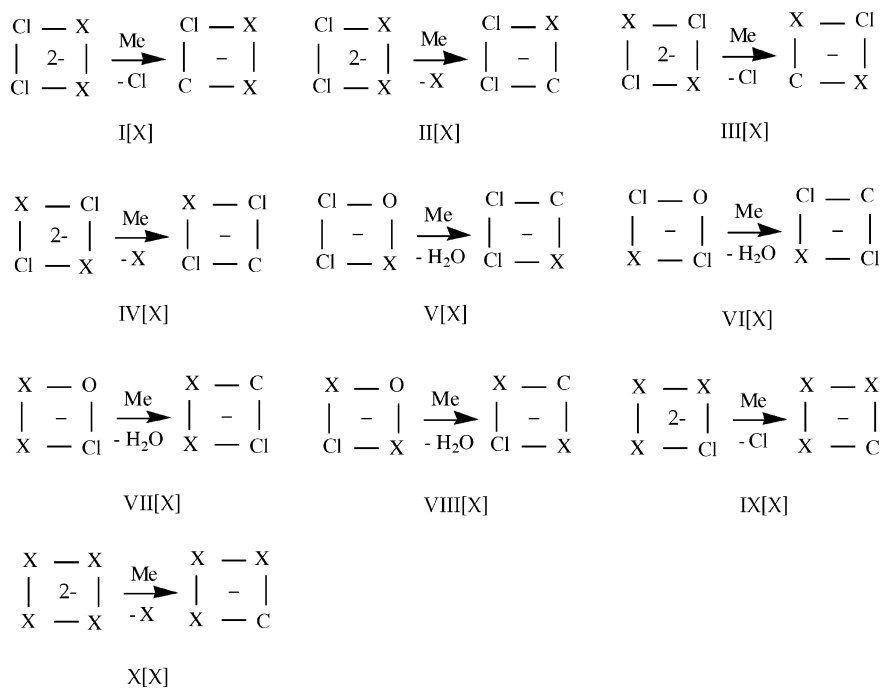 Cl — X Me Cl — X Cl — X Me Cl — X X — Cl Me X — Cl
2- – 2- – 2- –
Cl — X - Cl C — X Cl — X - X Cl — C Cl — X - Cl C — X
I[X] II[X] III[X]
X — Cl Me X — Cl Cl — O Me Cl — C Cl — O Me Cl — C
2- – – – – –
Cl — X - X Cl — C Cl — X - H₂O Cl — X X — Cl - H₂O X — Cl
IV[X] V[X] VI[X]
X — O Me X — C X — O Me X — C X — X Me X — X
– – – – 2- –
X — Cl - H₂O X — Cl Cl — X - H₂O Cl — X X — Cl - Cl X — C
VII[X] VIII[X] IX[X]
X — X Me X — X
2- –
X — X - X X — C
X[X]